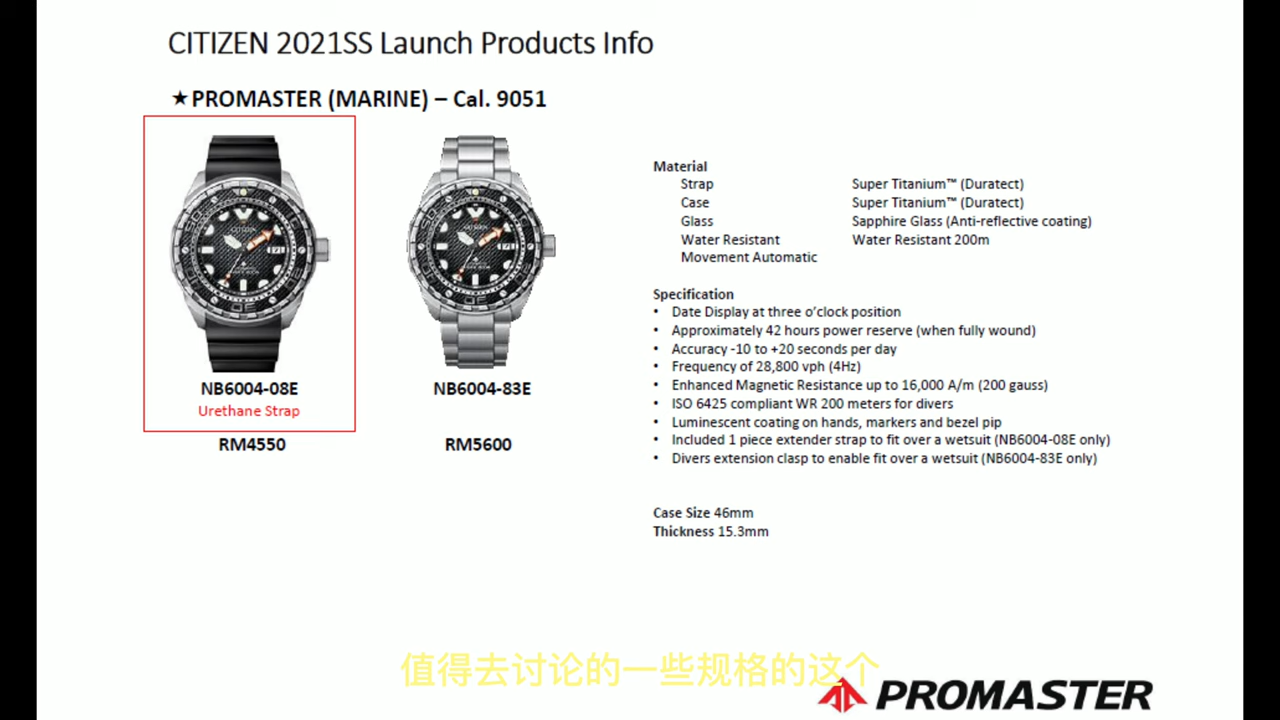 CITIZEN 2021SS Launch Products Info
★PROMASTER (MARINE) – Cal. 9051
NB6004-08E
Urethane Strap
RM4550
NB6004-83E
RM5600
Material
Strap Super Titanium™ (Duratect)
Case Super Titanium™ (Duratect)
Glass Sapphire Glass (Anti-reflective coating)
Water Resistant Water Resistant 200m
Movement Automatic
Specification
• Date Display at three o’clock position
• Approximately 42 hours power reserve (when fully wound)
• Accuracy -10 to +20 seconds per day
• Frequency of 28,800 vph (4Hz)
• Enhanced Magnetic Resistance up to 16,000 A/m (200 gauss)
• ISO 6425 compliant WR 200 meters for divers
• Luminescent coating on hands, markers and bezel pip
• Included 1 piece extender strap to fit over a wetsuit (NB6004-08E only)
• Divers extension clasp to enable fit over a wetsuit (NB6004-83E only)
Case Size 46mm
Thickness 15.3mm
值得去讨论的一些规格的这个
PROMASTER